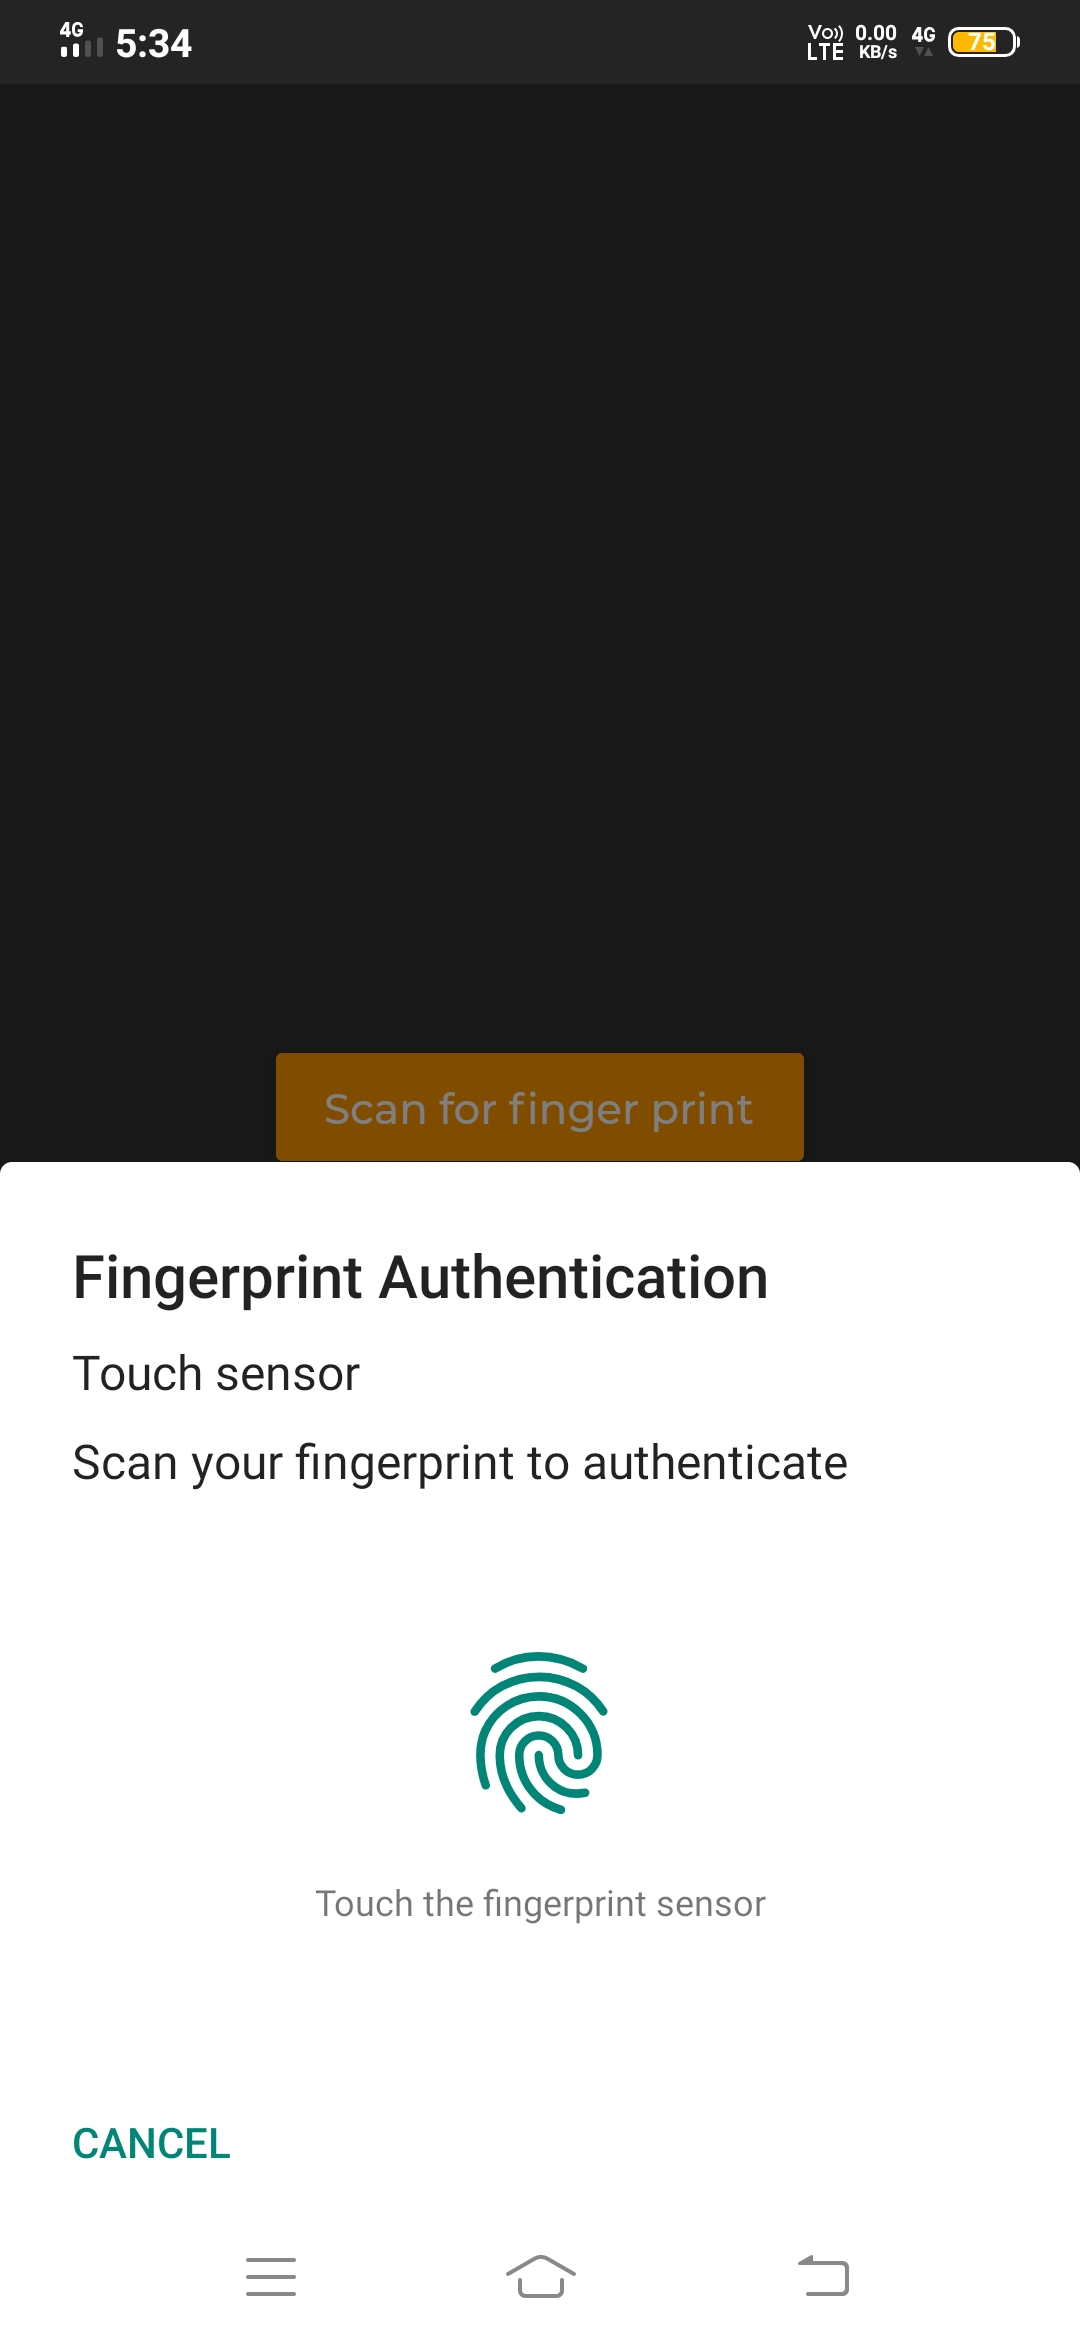 4G 5:34 Vo)) LTE 0.00 KB/s 4G 75
Scan for finger print
Fingerprint Authentication
Touch sensor
Scan your fingerprint to authenticate
Touch the fingerprint sensor
CANCEL